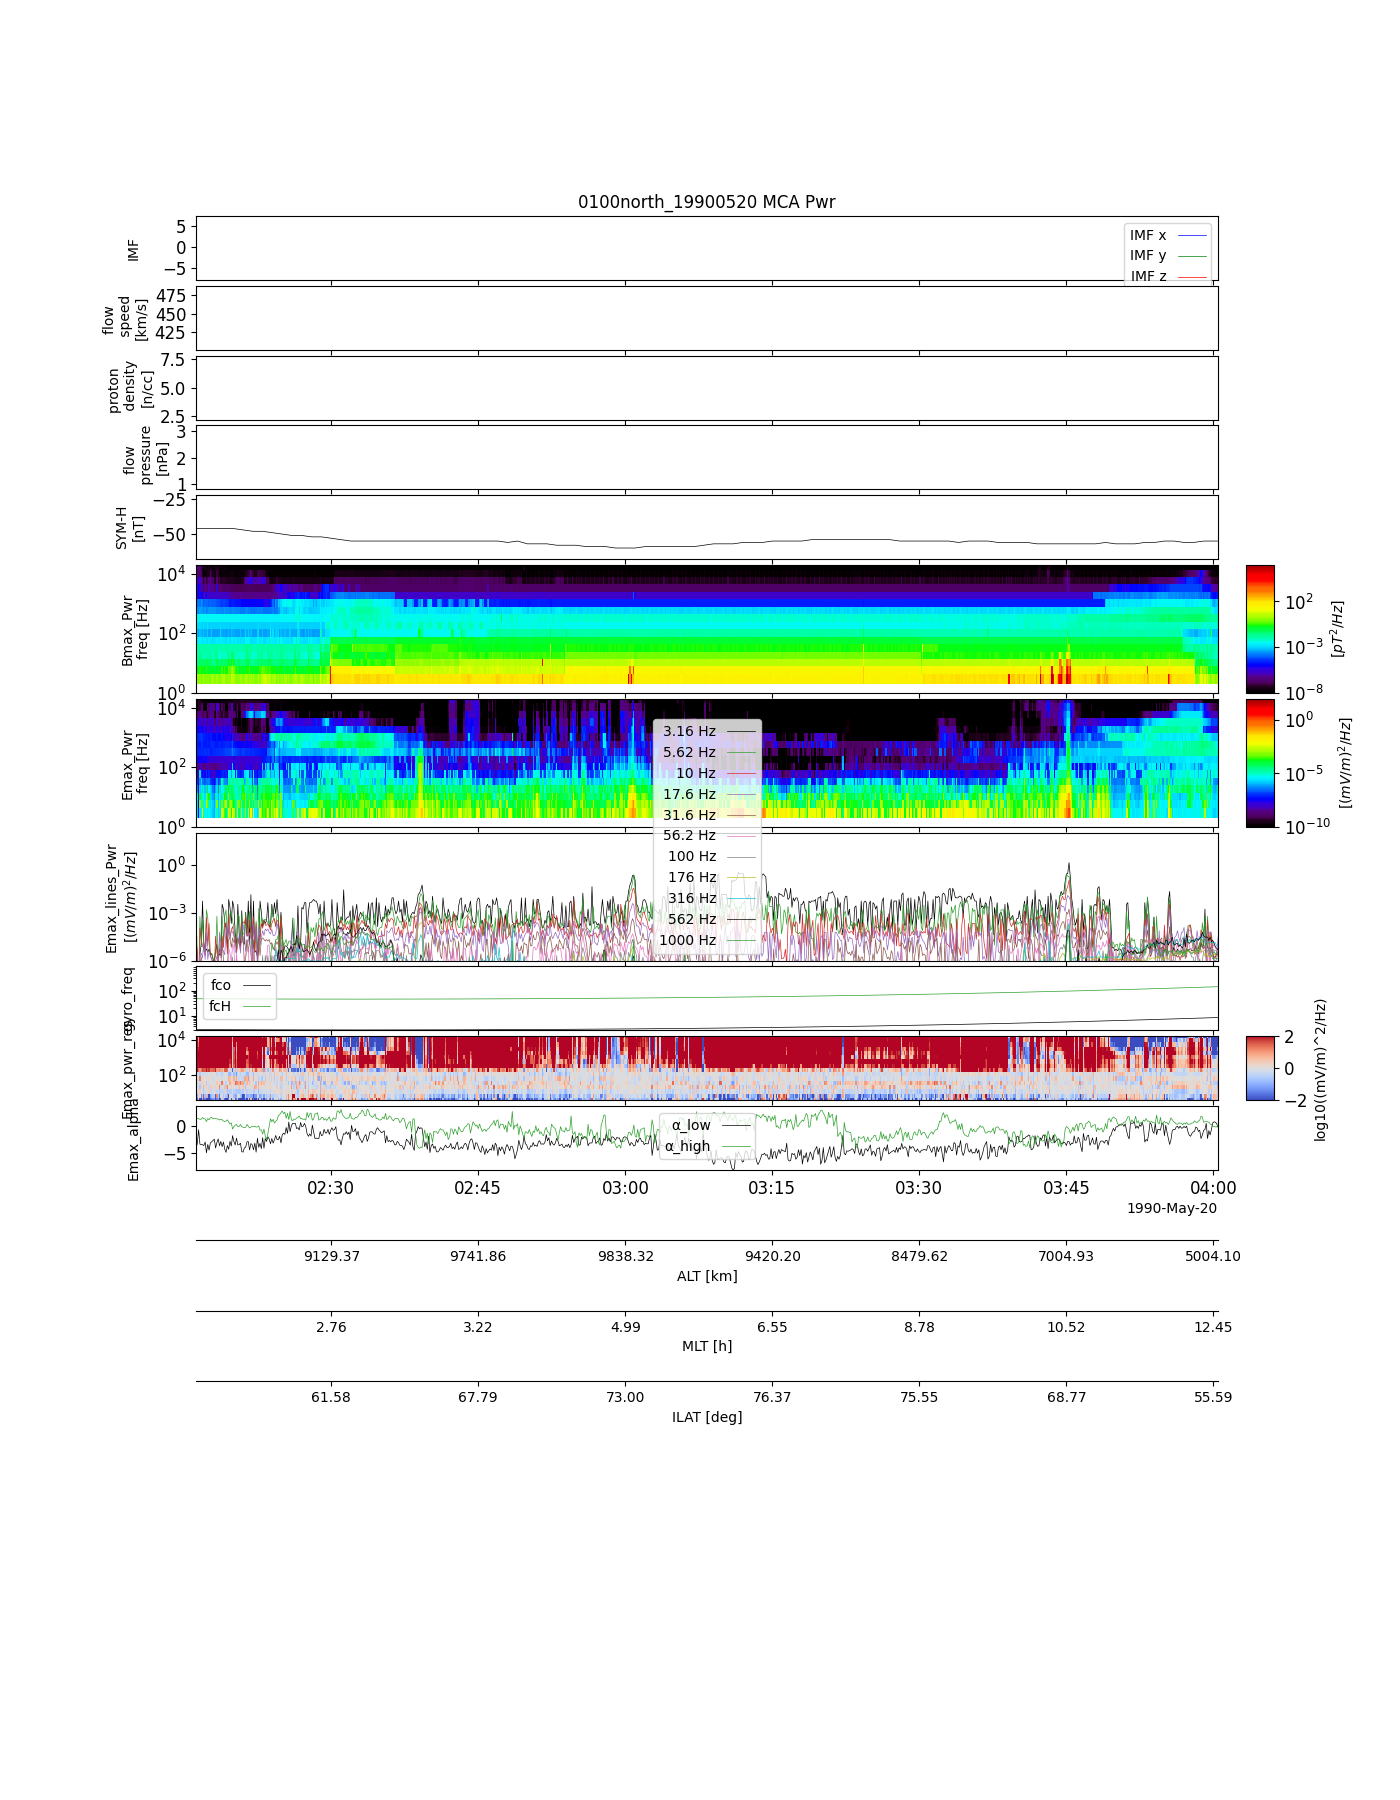 0100north_19900520 MCA Pwr
IMF
5
0
−5
IMF x
IMF y
IMF z
flow
speed
[km/s]
475
450
425
proton
density
[n/cc]
7.5
5.0
2.5
flow
pressure
[nPa]
3
2
1
SYM-H
[nT]
−25
−50
Bmax_Pwr
freq [Hz]
10^4
10^2
10^0
10^2
10^−3
10^−8
[pT^2/Hz]
Emax_Pwr
freq [Hz]
10^4
10^2
10^0
10^0
10^−5
10^−10
[(mV/m)^2/Hz]
3.16 Hz
5.62 Hz
10 Hz
17.6 Hz
31.6 Hz
56.2 Hz
100 Hz
176 Hz
316 Hz
562 Hz
1000 Hz
Emax_lines_Pwr
[(mV/m)^2/Hz]
10^0
10^−3
10^−6
gyro_freq
10^2
10^1
fco
fcH
Emax_pwr_reg
10^4
10^2
2
0
−2
log10((mV/m)^2/Hz)
Emax_alpha
0
−5
α_low
α_high
02:30 02:45 03:00 03:15 03:30 03:45 04:00
1990-May-20
9129.37 9741.86 9838.32 9420.20 8479.62 7004.93 5004.10
ALT [km]
2.76 3.22 4.99 6.55 8.78 10.52 12.45
MLT [h]
61.58 67.79 73.00 76.37 75.55 68.77 55.59
ILAT [deg]